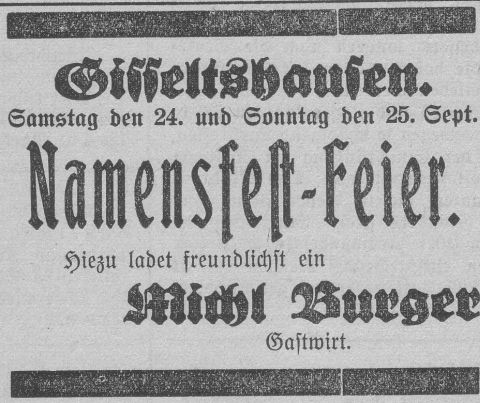 Giſſeltshauſen.
Samstag den 24. und Sonntag den 25. Sept.
Namensfeſt-Feier.
Hiezu ladet freundlichſt ein
Michl Burger
Gaſtwirt.